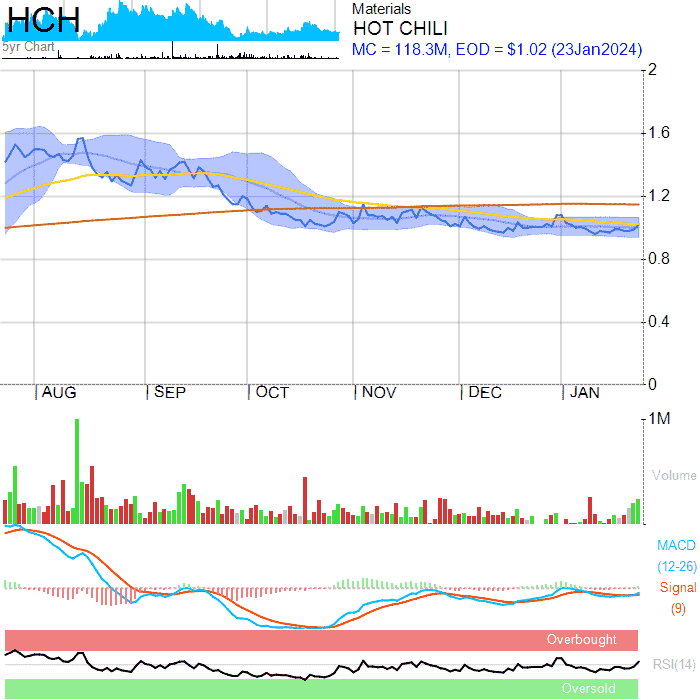 HCH
5yr Chart
Materials
HOT CHILI
MC = 118.3M, EOD = $1.02 (23Jan2024)
2
1.6
1.2
0.8
0.4
0
AUG SEP OCT NOV DEC JAN
1M
Volume
MACD
(12-26)
Signal
(9)
Overbought
RSI(14)
Oversold